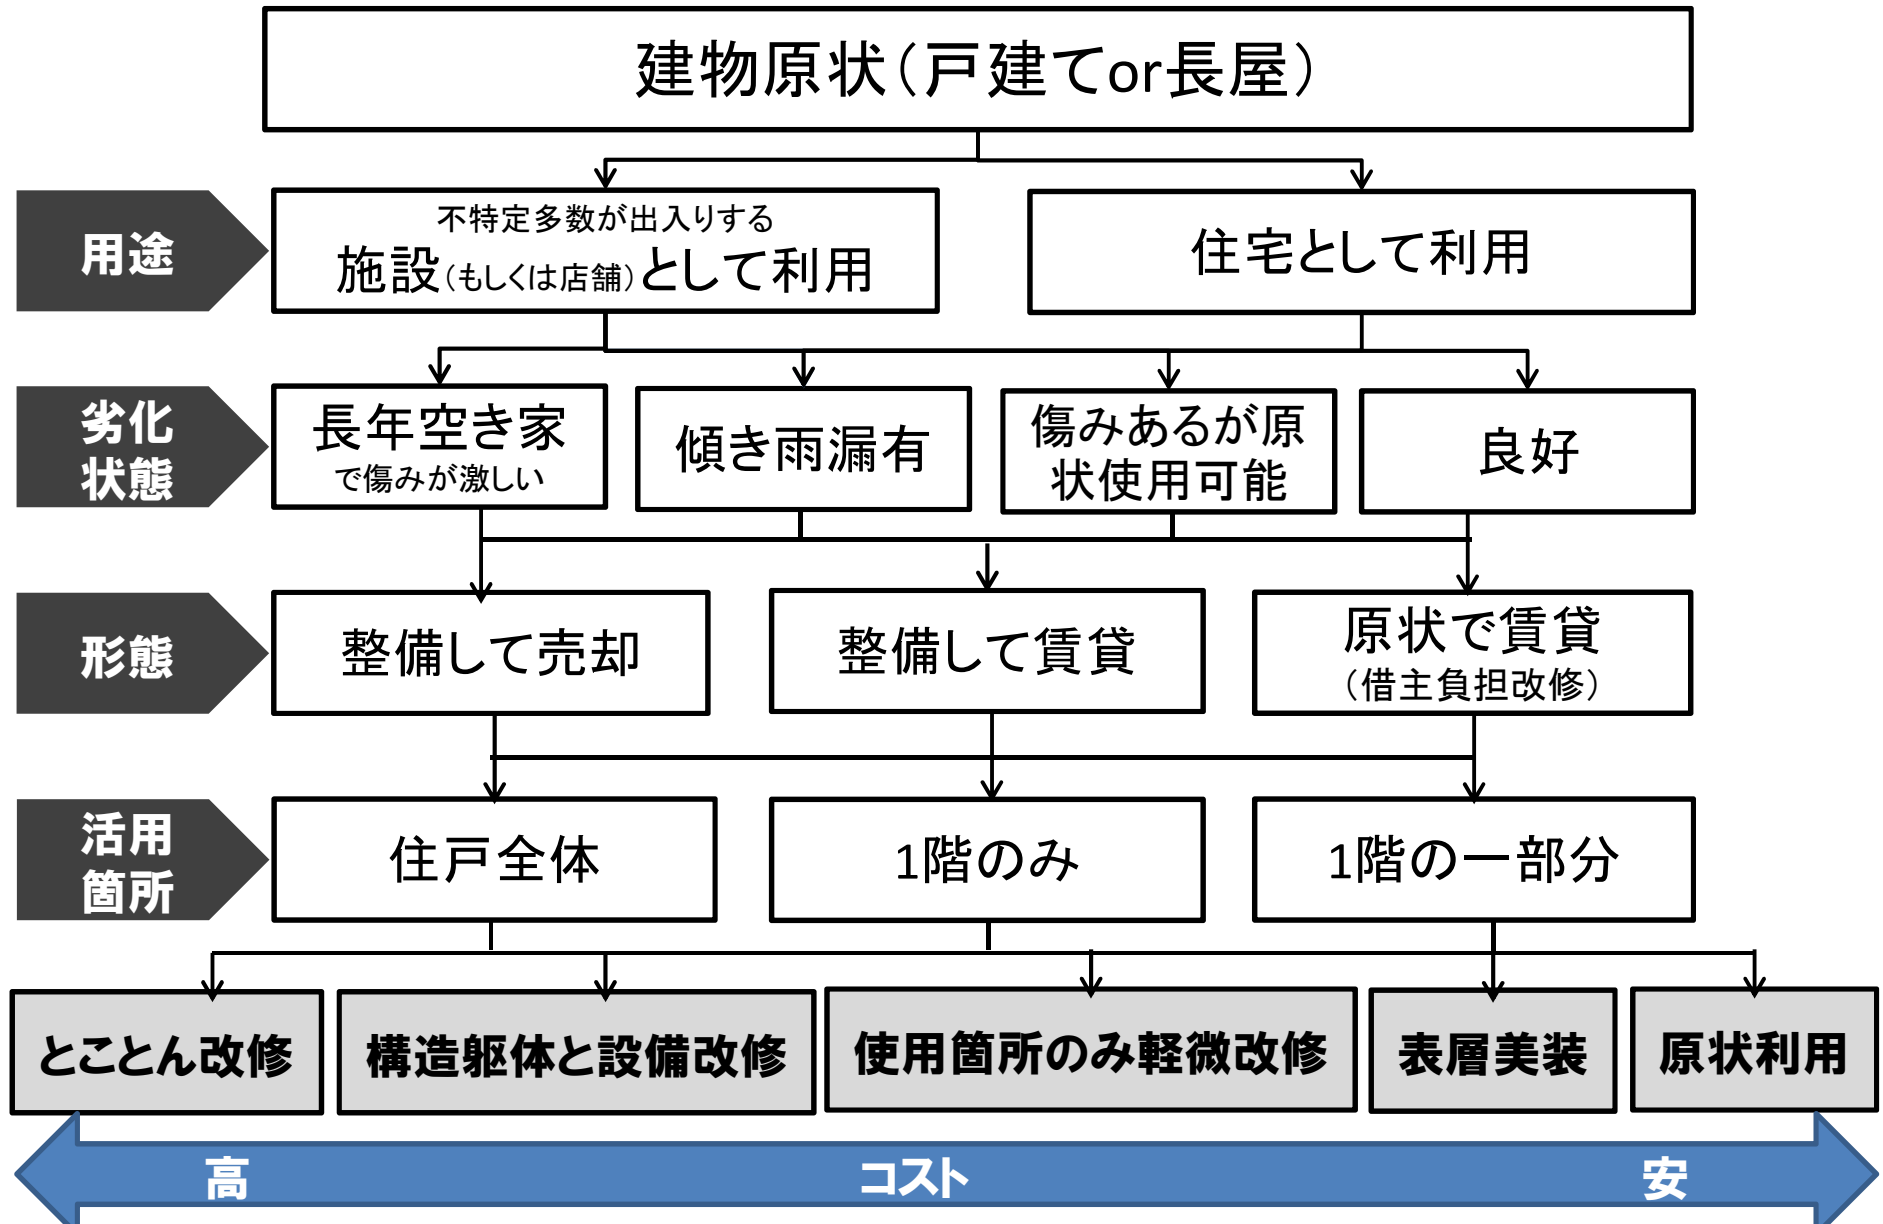 建物原状（戸建てor長屋）
用途
不特定多数が出入りする
施設（もしくは店舗）として利用
住宅として利用
劣化
状態
長年空き家
で傷みが激しい
傾き雨漏有
傷みあるが原
状使用可能
良好
形態
整備して売却
整備して賃貸
原状で賃貸
（借主負担改修）
活用
箇所
住戸全体
1階のみ
1階の一部分
とことん改修
構造躯体と設備改修
使用箇所のみ軽微改修
表層美装
原状利用
高
コスト
安